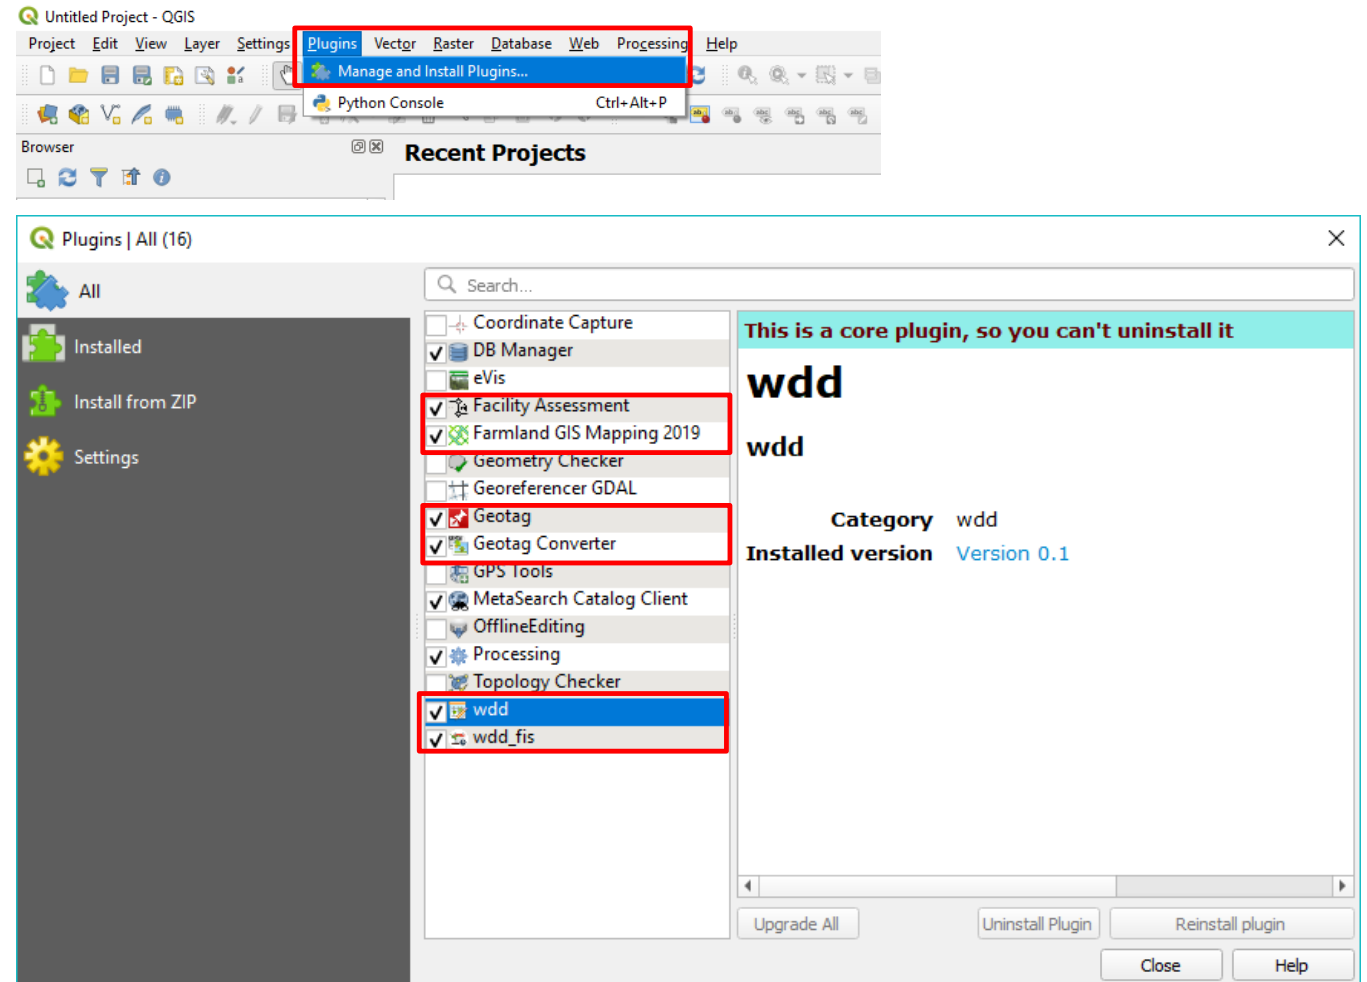 Untitled Project - QGIS
Project Edit View Layer Settings Plugins Vector Raster Database Web Processing Help
Manage and Install Plugins...
Python Console Ctrl+Alt+P
Browser
Recent Projects
Plugins | All (16)
All
Installed
Install from ZIP
Settings
Search...
Coordinate Capture
DB Manager
eVis
Facility Assessment
Farmland GIS Mapping 2019
Geometry Checker
Georeferencer GDAL
Geotag
Geotag Converter
GPS Tools
MetaSearch Catalog Client
OfflineEditing
Processing
Topology Checker
wdd
wdd_fis
This is a core plugin, so you can't uninstall it
wdd
wdd
Category wdd
Installed version Version 0.1
Upgrade All Uninstall Plugin Reinstall plugin
Close Help